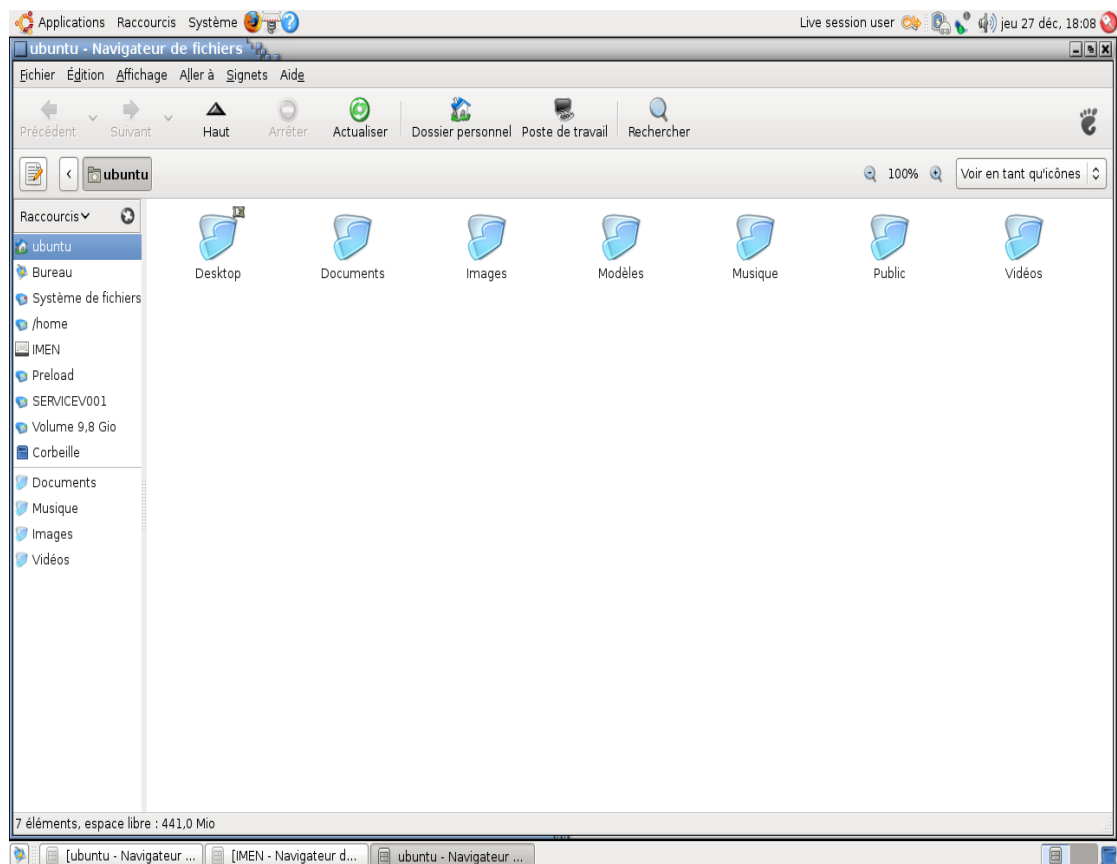 Applications Raccourcis Système Live session user jeu 27 déc, 18:08
ubuntu - Navigateur de fichiers
Fichier Édition Affichage Aller à Signets Aide
Précédent Suivant Haut Arrêter Actualiser Dossier personnel Poste de travail Rechercher
ubuntu 100% Voir en tant qu'icônes
Raccourcis
ubuntu
Bureau
Système de fichiers
/home
IMEN
Preload
SERVICEV001
Volume 9,8 Gio
Corbeille
Documents
Musique
Images
Vidéos
Desktop Documents Images Modèles Musique Public Vidéos
7 éléments, espace libre : 441,0 Mio
[ubuntu - Navigateur ... [IMEN - Navigateur d... ubuntu - Navigateur ...